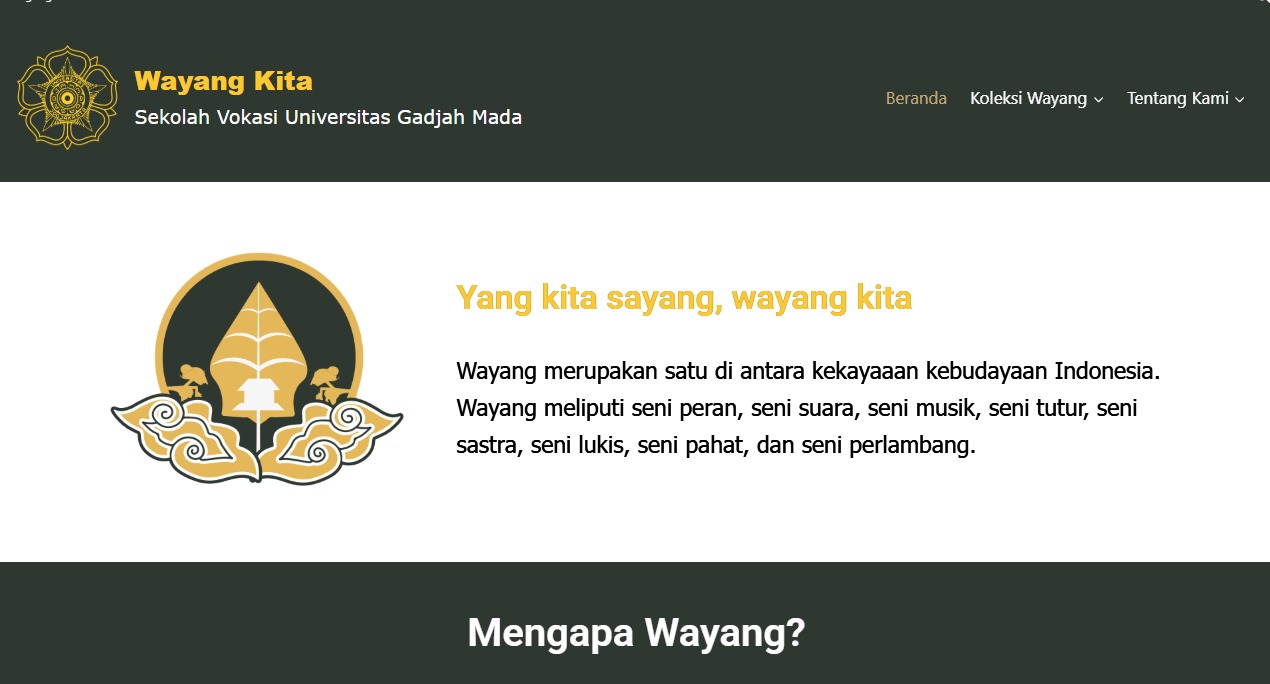 Wayang Kita
Sekolah Vokasi Universitas Gadjah Mada
Beranda
Koleksi Wayang
Tentang Kami
Yang kita sayang, wayang kita
Wayang merupakan satu di antara kekayaaan kebudayaan Indonesia.
Wayang meliputi seni peran, seni suara, seni musik, seni tutur, seni
sastra, seni lukis, seni pahat, dan seni perlambang.
Mengapa Wayang?